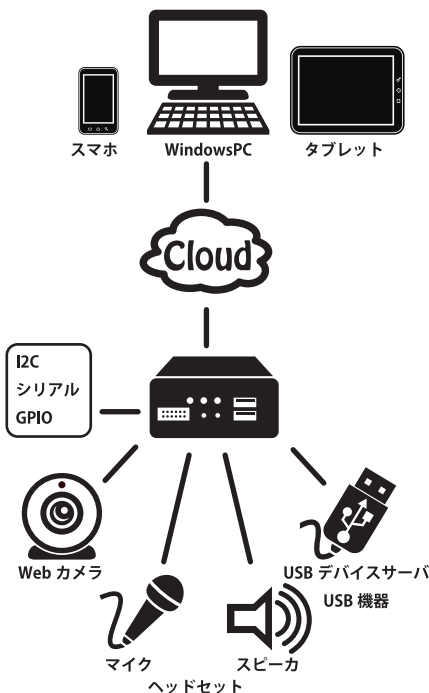 スマホ
WindowsPC
タブレット
Cloud
I2C
シリアル
GPIO
Web カメラ
USB デバイスサーバ
USB 機器
マイク
スピーカ
ヘッドセット